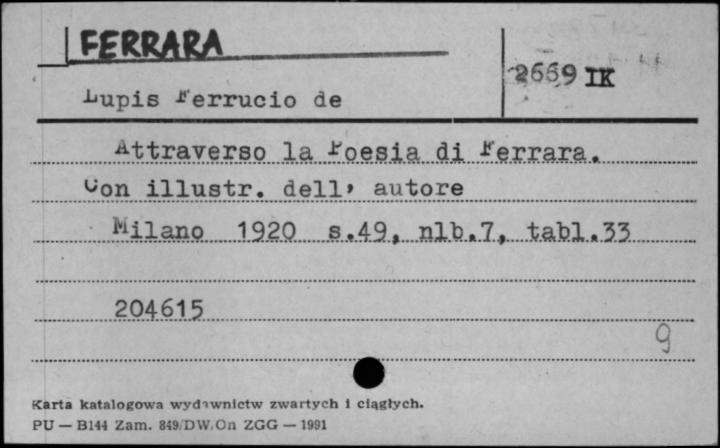 FERRARA
2669 IK
Lupis Ferrucio de
Attraverso la Poesia di Ferrara.
Con illustr. dell' autore
Milano 1920 s.49, nlb.7, tabl.33
204615
9
Karta katalogowa wydawnictw zwartych i ciągłych.
PU — B144 Zam. 849/DW.On ZGG — 1991